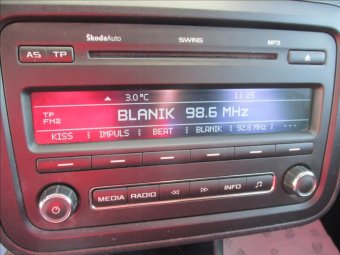 ŠkodaAuto SWING MP3
AS TP
3.0 °C 11:25
BLANIK 98.6 MHz
TP
FM2
KISS IMPULS BEAT BLANIK 92.8 MHz ---
MEDIA RADIO << >> INFO